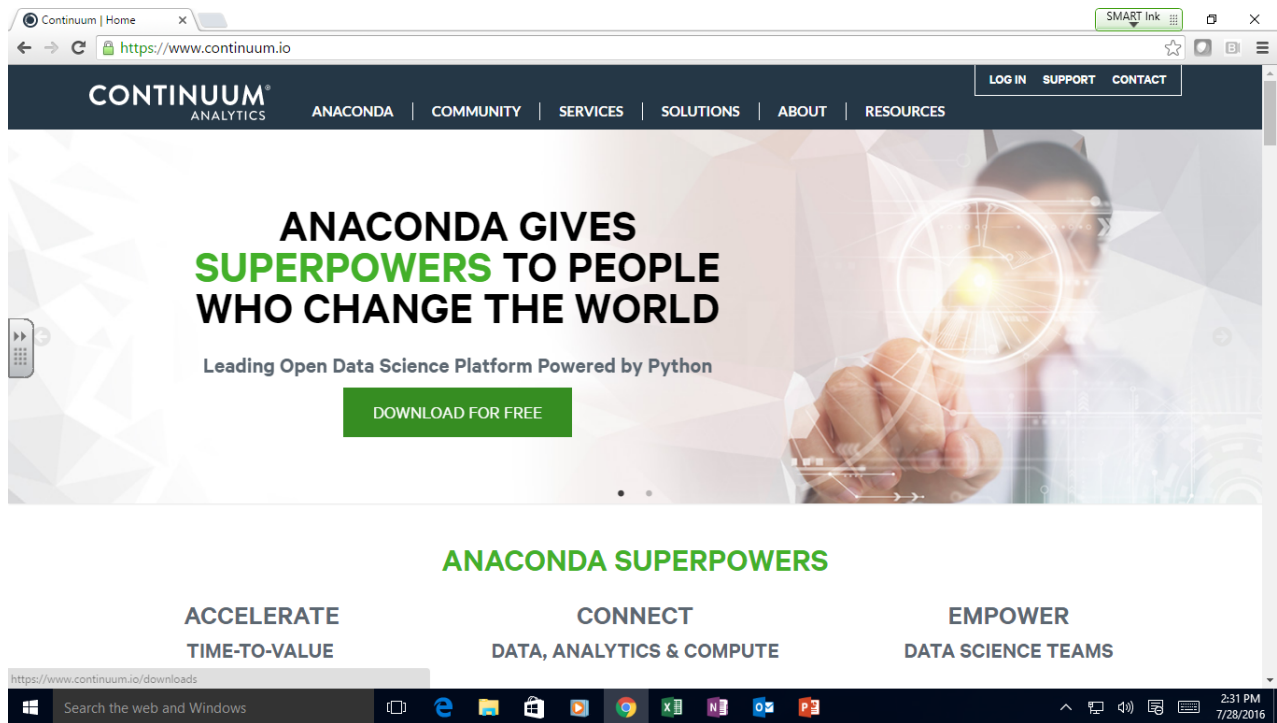 Continuum | Home
SMART Ink
https://www.continuum.io
LOG IN SUPPORT CONTACT
CONTINUUM®
ANALYTICS
ANACONDA | COMMUNITY | SERVICES | SOLUTIONS | ABOUT | RESOURCES
ANACONDA GIVES
SUPERPOWERS TO PEOPLE
WHO CHANGE THE WORLD
Leading Open Data Science Platform Powered by Python
DOWNLOAD FOR FREE
ANACONDA SUPERPOWERS
ACCELERATE
TIME-TO-VALUE
CONNECT
DATA, ANALYTICS & COMPUTE
EMPOWER
DATA SCIENCE TEAMS
https://www.continuum.io/downloads
Search the web and Windows
2:31 PM
7/28/2016